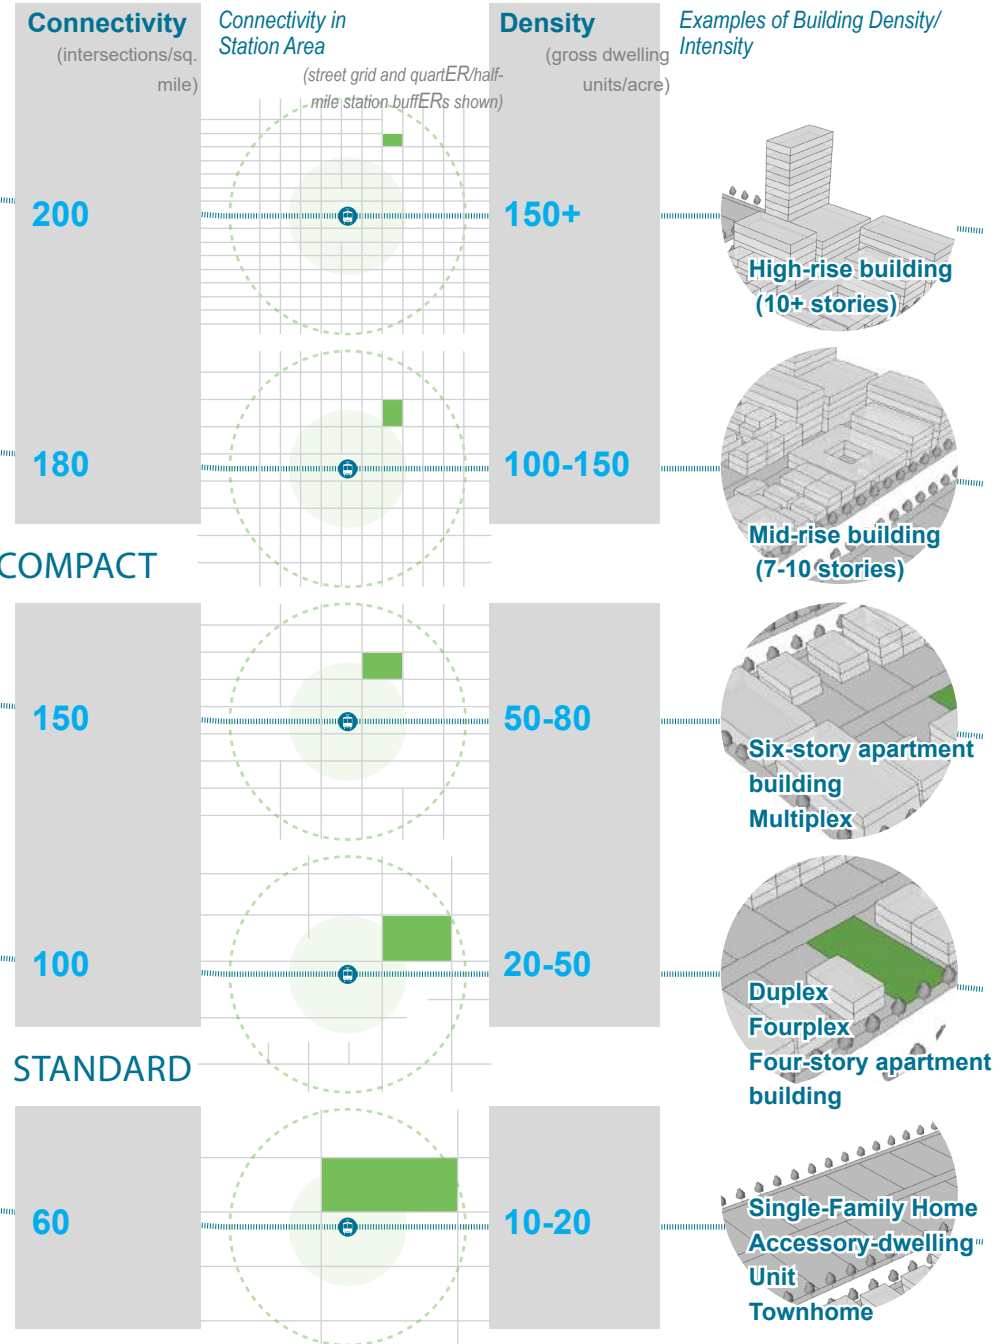 Connectivity
(intersections/sq.
mile)
Connectivity in
Station Area
(street grid and quartER/half-
mile station buffERs shown)
Density
(gross dwelling
units/acre)
Examples of Building Density/
Intensity
200
150+
High-rise building
(10+ stories)
180
100-150
Mid-rise building
(7-10 stories)
COMPACT
150
50-80
Six-story apartment
building
Multiplex
100
20-50
Duplex
Fourplex
Four-story apartment
building
STANDARD
60
10-20
Single-Family Home
Accessory-dwelling
Unit
Townhome